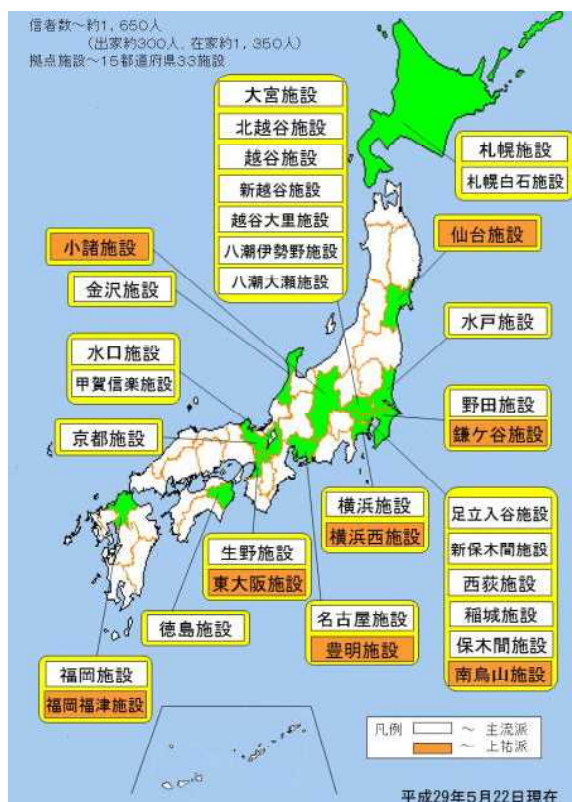 信者数～約1,650人
（出家約300人，在家約1,350人）
拠点施設～15都道府県33施設
大宮施設
北越谷施設
越谷施設
新越谷施設
越谷大里施設
八潮伊勢野施設
八潮大瀬施設
札幌施設
札幌白石施設
小諸施設
仙台施設
金沢施設
水戸施設
水口施設
甲賀信楽施設
野田施設
鎌ケ谷施設
京都施設
横浜施設
横浜西施設
足立入谷施設
新保木間施設
西荻施設
稲城施設
保木間施設
南烏山施設
生野施設
東大阪施設
名古屋施設
豊明施設
徳島施設
福岡施設
福岡福津施設
凡例 ～ 主流派
～ 上祐派
平成29年5月22日現在